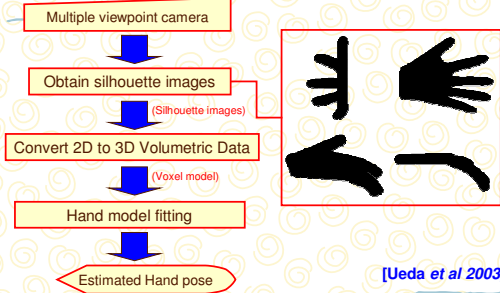 Multiple viewpoint camera
Obtain silhouette images
(Silhouette images)
Convert 2D to 3D Volumetric Data
(Voxel model)
Hand model fitting
Estimated Hand pose
[Ueda et al 2003